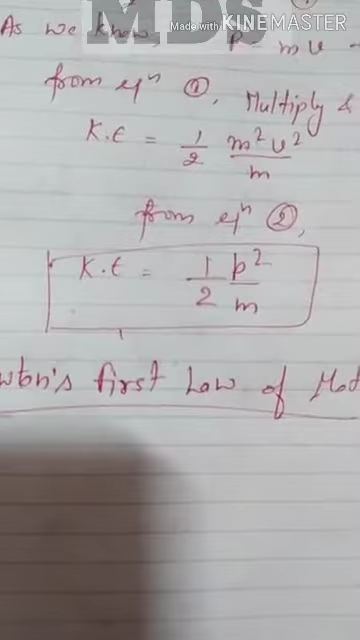 MDS
Made with KINEMASTER
As we know, P = m v
from eqⁿ ①, Multiply &
K.E = 1/2 m²v²/m
from eqⁿ ②,
K.E = 1/2 p²/m
wton's first Law of Mot